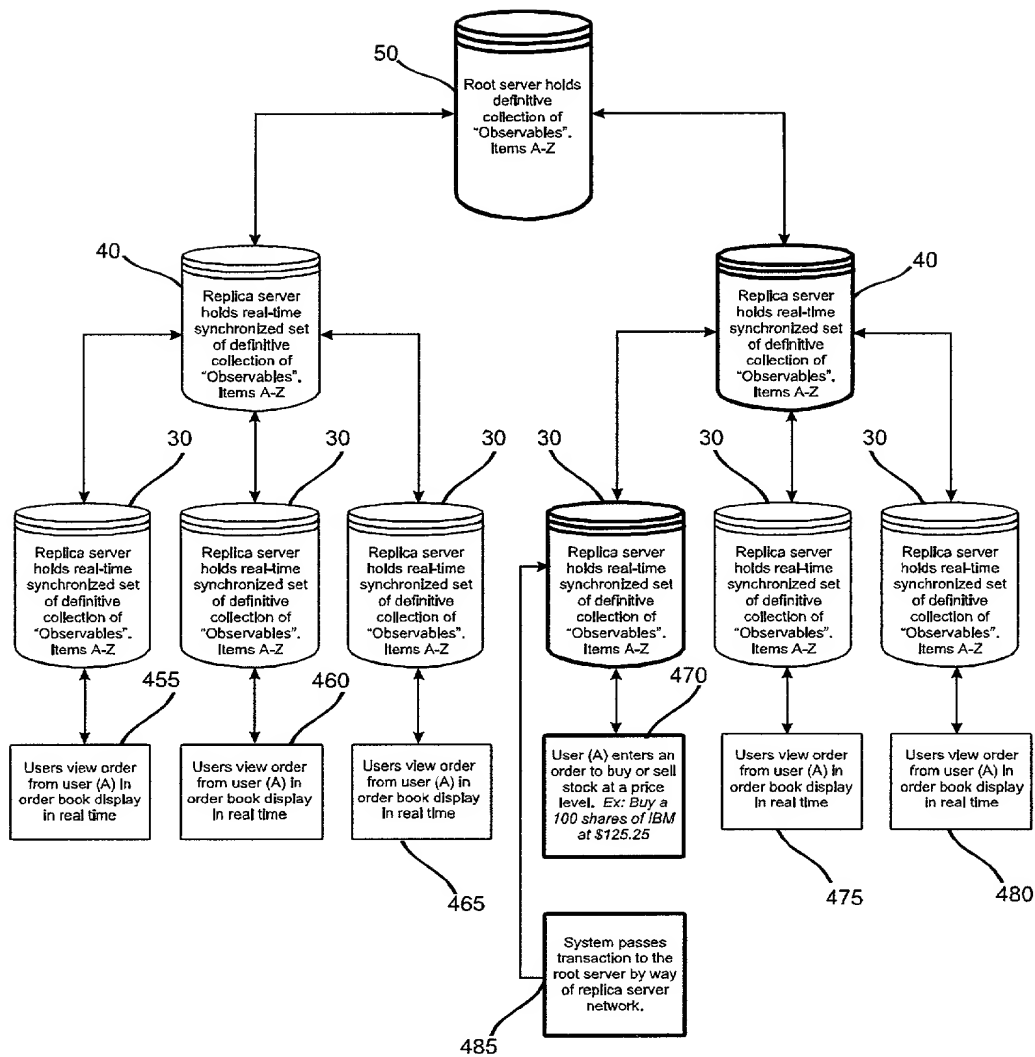 50
Root server holds
definitive
collection of
"Observables".
Items A-Z
40
Replica server
holds real-time
synchronized set
of definitive
collection of
"Observables".
Items A-Z
40
Replica server
holds real-time
synchronized set
of definitive
collection of
"Observables".
Items A-Z
30
Replica server
holds real-time
synchronized set
of definitive
collection of
"Observables".
Items A-Z
30
Replica server
holds real-time
synchronized set
of definitive
collection of
"Observables".
Items A-Z
30
Replica server
holds real-time
synchronized set
of definitive
collection of
"Observables".
Items A-Z
30
Replica server
holds real-time
synchronized set
of definitive
collection of
"Observables".
Items A-Z
30
Replica server
holds real-time
synchronized set
of definitive
collection of
"Observables".
Items A-Z
30
Replica server
holds real-time
synchronized set
of definitive
collection of
"Observables".
Items A-Z
455
Users view order
from user (A) in
order book display
in real time
460
Users view order
from user (A) in
order book display
in real time
Users view order
from user (A) in
order book display
in real time
465
470
User (A) enters an
order to buy or sell
stock at a price
level. Ex: Buy a
100 shares of IBM
at $125.25
Users view order
from user (A) in
order book display
in real time
475
Users view order
from user (A) in
order book display
in real time
480
System passes
transaction to the
root server by way
of replica server
network.
485